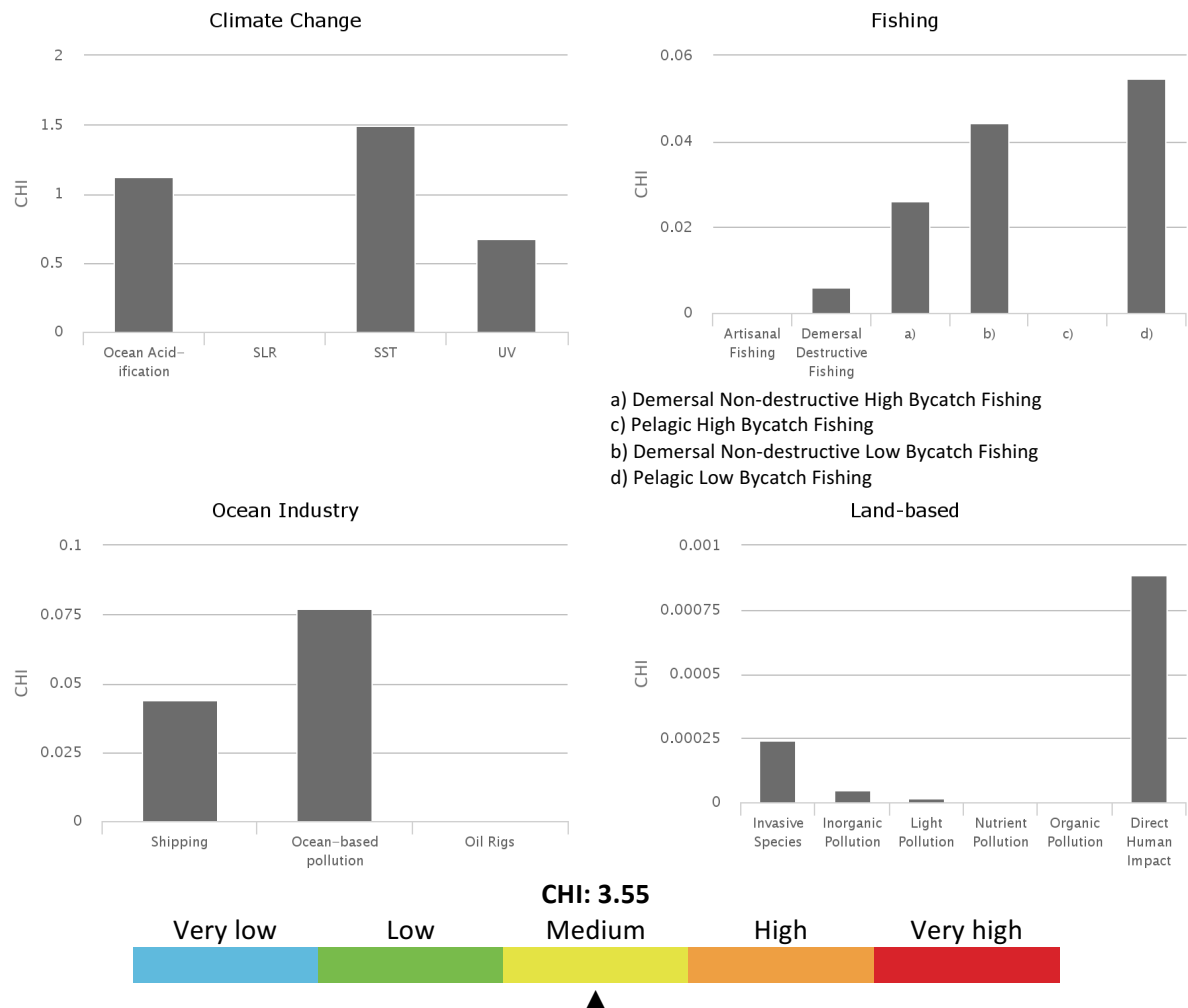 Climate Change
2
1.5
1
0.5
0
CHI
Ocean Acid–
ification
SLR
SST
UV
Fishing
0.06
0.04
0.02
0
CHI
Artisanal
Fishing
Demersal
Destructive
Fishing
a)
b)
c)
d)
a) Demersal Non-destructive High Bycatch Fishing
c) Pelagic High Bycatch Fishing
b) Demersal Non-destructive Low Bycatch Fishing
d) Pelagic Low Bycatch Fishing
Ocean Industry
0.1
0.075
0.05
0.025
0
CHI
Shipping
Ocean–based
pollution
Oil Rigs
Land-based
0.001
0.00075
0.0005
0.00025
0
CHI
Invasive
Species
Inorganic
Pollution
Light
Pollution
Nutrient
Pollution
Organic
Pollution
Direct
Human
Impact
CHI: 3.55
Very low Low Medium High Very high